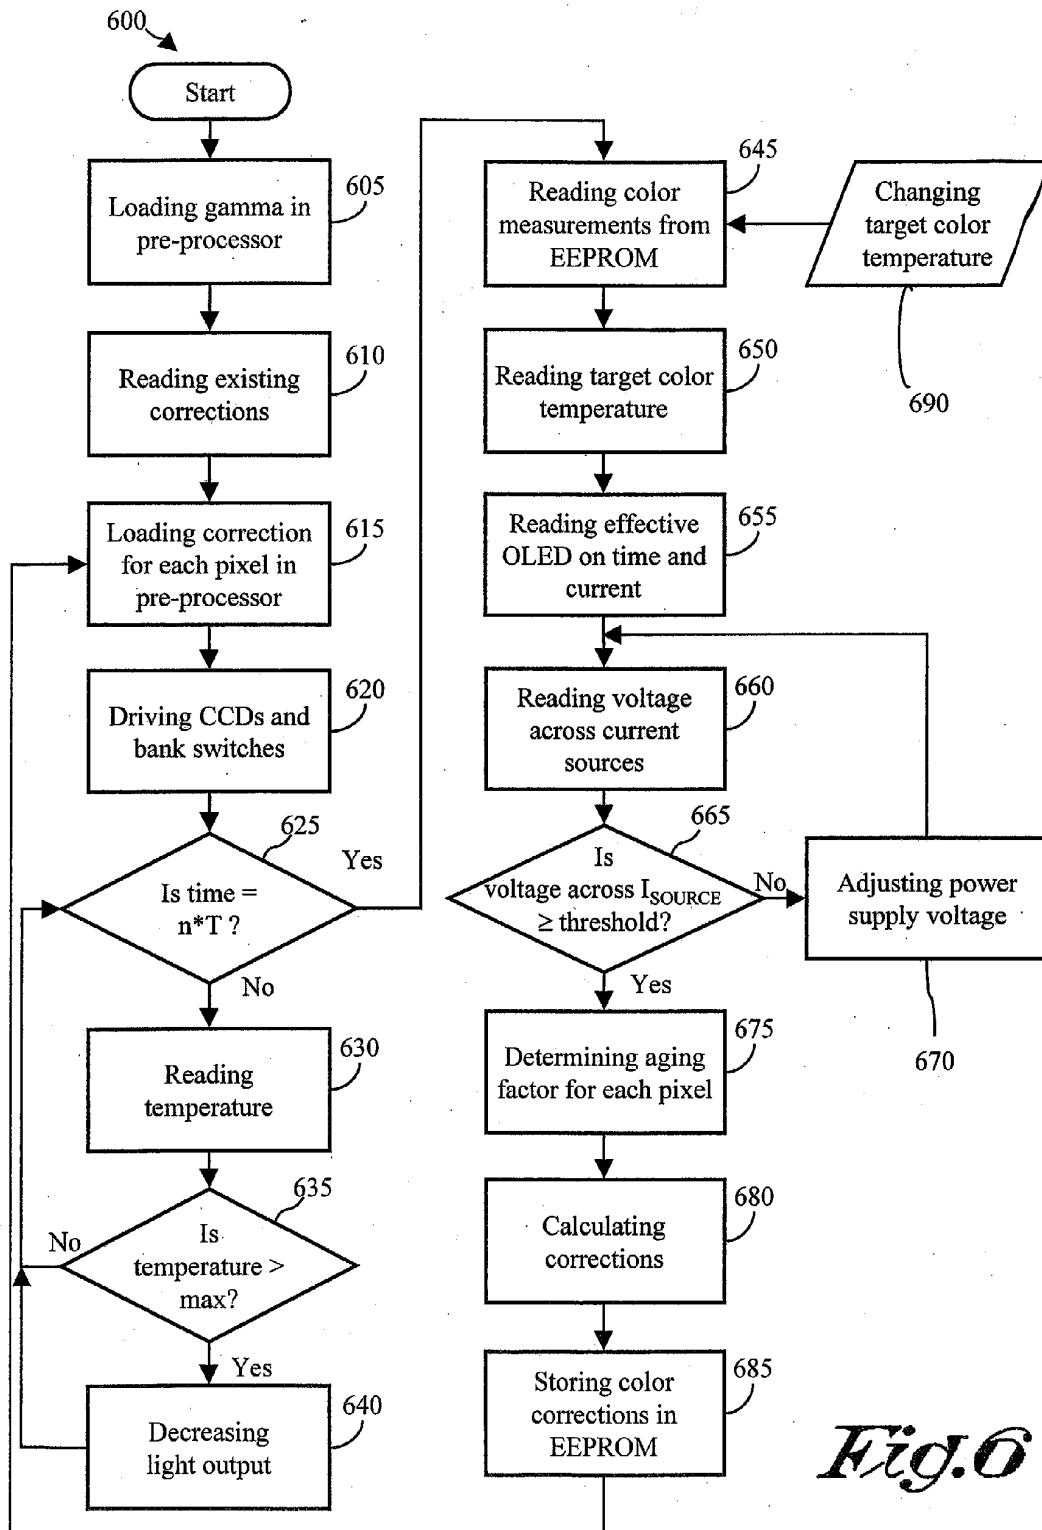 600
Start
605
Loading gamma in
pre-processor
610
Reading existing
corrections
615
Loading correction
for each pixel in
pre-processor
620
Driving CCDs and
bank switches
625
Is time =
n*T ?
Yes
No
630
Reading
temperature
635
Is
temperature >
max?
No
Yes
640
Decreasing
light output
645
Reading color
measurements from
EEPROM
Changing
target color
temperature
690
650
Reading target color
temperature
655
Reading effective
OLED on time and
current
660
Reading voltage
across current
sources
665
Is
voltage across ISOURCE
≥ threshold?
No
Yes
Adjusting power
supply voltage
670
675
Determining aging
factor for each pixel
680
Calculating
corrections
685
Storing color
corrections in
EEPROM
Fig.6